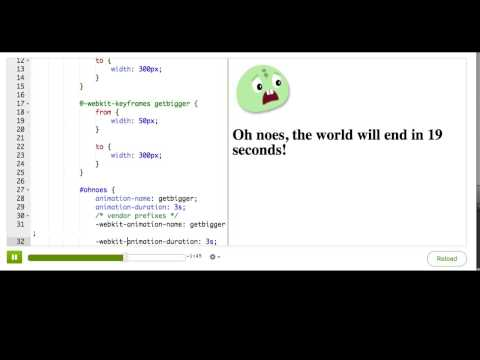 12
to {
13
width: 300px;
14
}
15
}
16
17
@-webkit-keyframes getbigger {
18
from {
19
width: 50px;
20
}
21
22
to {
23
width: 300px;
24
}
25
}
26
27
#ohnoes {
28
animation-name: getbigger;
29
animation-duration: 3s;
30
/* vendor prefixes */
31
-webkit-animation-name: getbigger
;
32
-webkit-animation-duration: 3s;
Oh noes, the world will end in 19
seconds!
-1:45
Reload